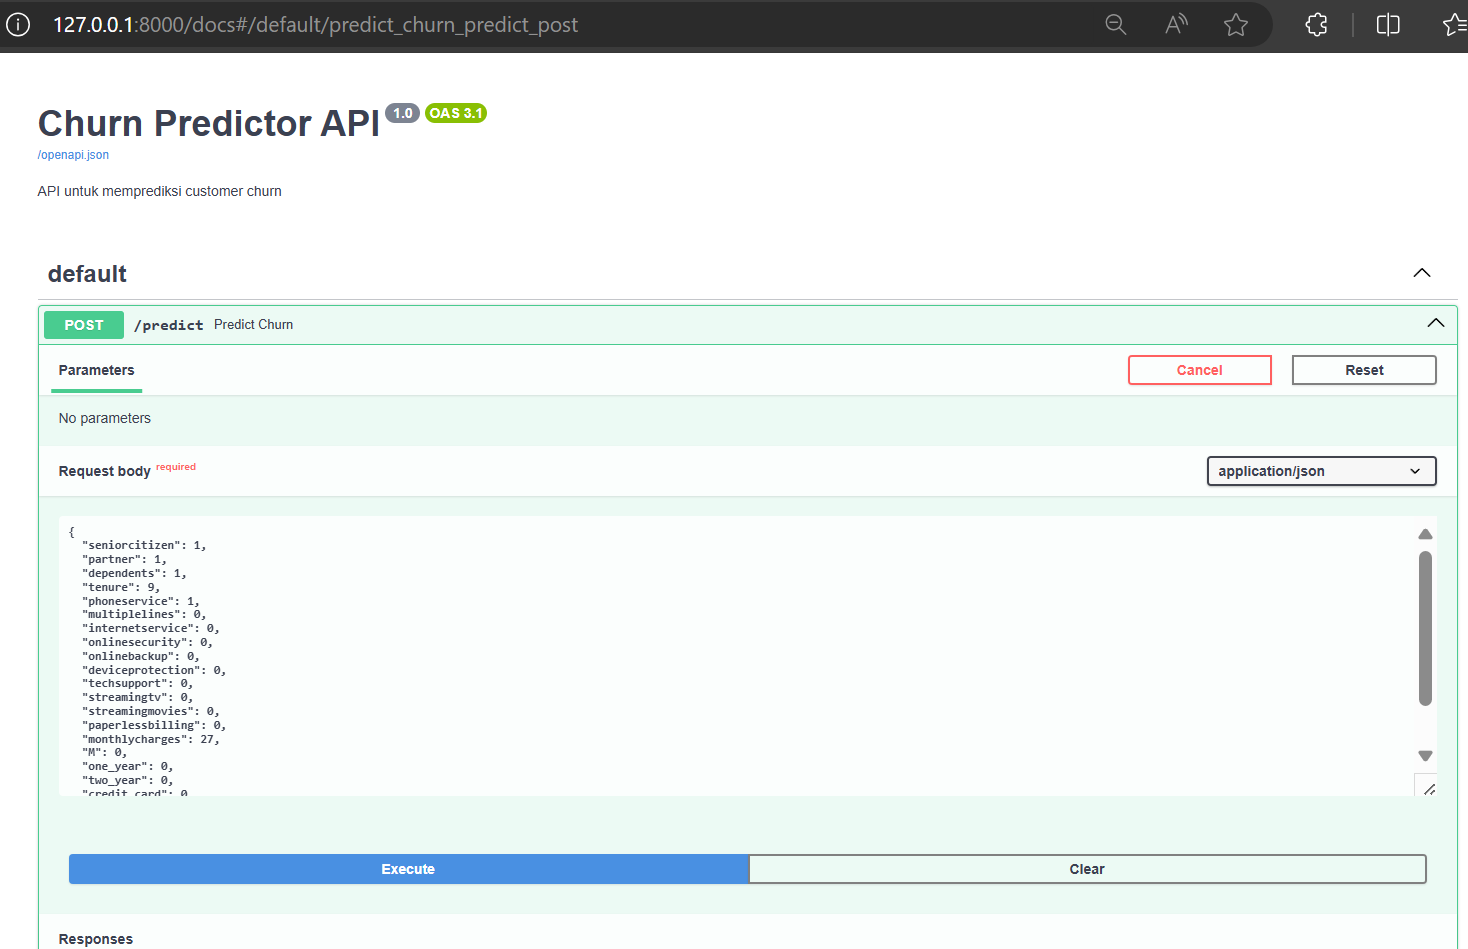 127.0.0.1:8000/docs#/default/predict_churn_predict_post
Churn Predictor API 1.0 OAS 3.1
/openapi.json
API untuk memprediksi customer churn
default
POST /predict Predict Churn
Parameters Cancel Reset
No parameters
Request body required application/json
{
"seniorcitizen": 1,
"partner": 1,
"dependents": 1,
"tenure": 9,
"phoneservice": 1,
"multiplelines": 0,
"internetservice": 0,
"onlinesecurity": 0,
"onlinebackup": 0,
"deviceprotection": 0,
"techsupport": 0,
"streamingtv": 0,
"streamingmovies": 0,
"paperlessbilling": 0,
"monthlycharges": 27,
"M": 0,
"one_year": 0,
"two_year": 0,
"credit_card": 0
Execute Clear
Responses